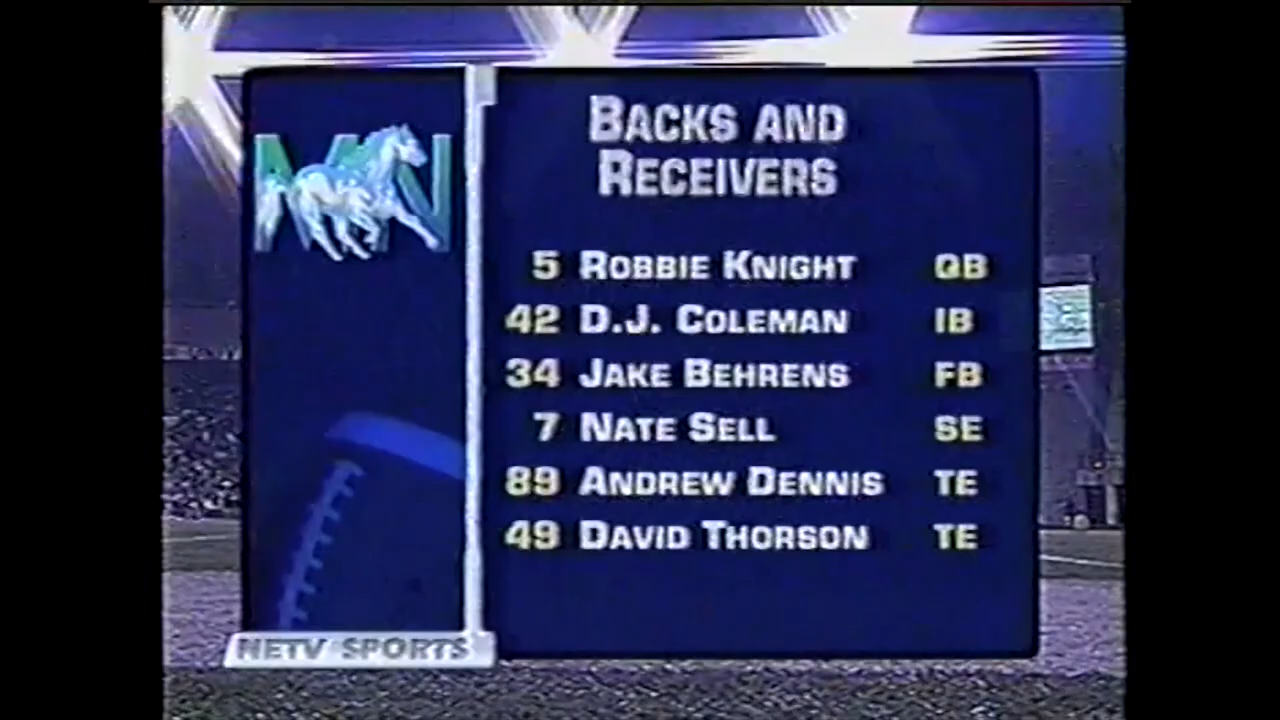 MN
BACKS AND
RECEIVERS
5 ROBBIE KNIGHT QB
42 D.J. COLEMAN IB
34 JAKE BEHRENS FB
7 NATE SELL SE
89 ANDREW DENNIS TE
49 DAVID THORSON TE
NETV SPORTS